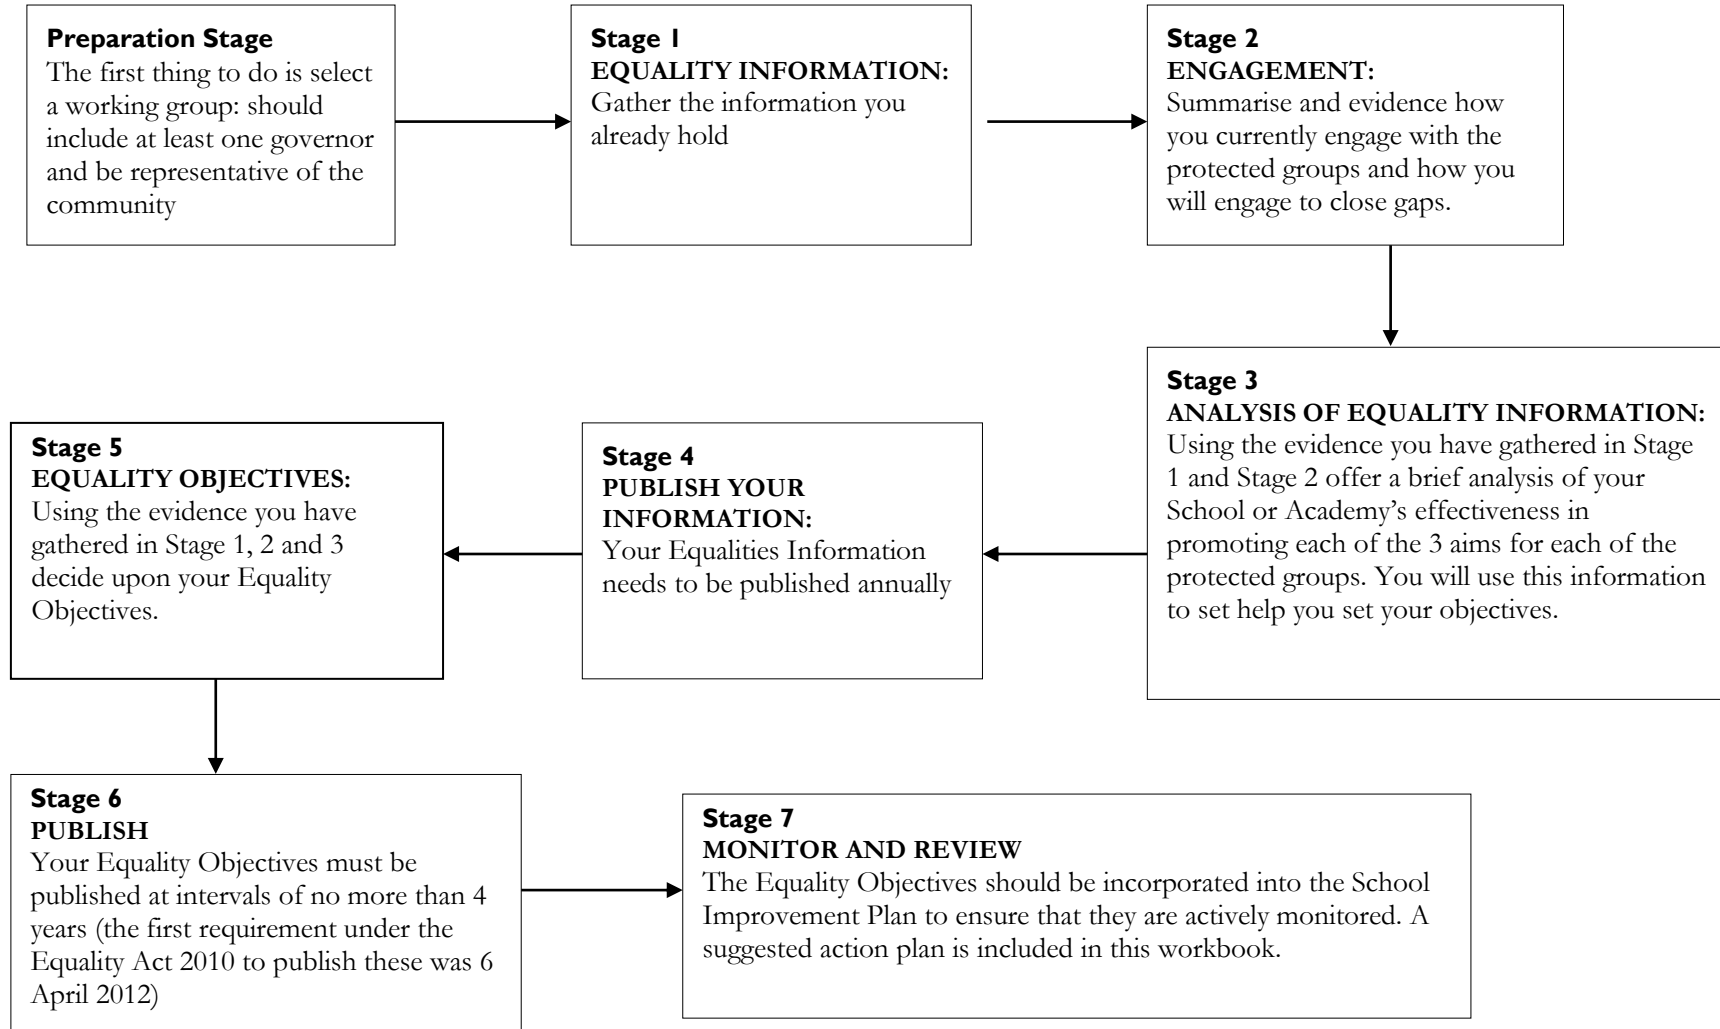 Preparation Stage
The first thing to do is select
a working group: should
include at least one governor
and be representative of the
community
Stage 1
EQUALITY INFORMATION:
Gather the information you
already hold
Stage 2
ENGAGEMENT:
Summarise and evidence how
you currently engage with the
protected groups and how you
will engage to close gaps.
Stage 3
ANALYSIS OF EQUALITY INFORMATION:
Using the evidence you have gathered in Stage
1 and Stage 2 offer a brief analysis of your
School or Academy’s effectiveness in
promoting each of the 3 aims for each of the
protected groups. You will use this information
to set help you set your objectives.
Stage 4
PUBLISH YOUR
INFORMATION:
Your Equalities Information
needs to be published annually
Stage 5
EQUALITY OBJECTIVES:
Using the evidence you have
gathered in Stage 1, 2 and 3
decide upon your Equality
Objectives.
Stage 6
PUBLISH
Your Equality Objectives must be
published at intervals of no more than 4
years (the first requirement under the
Equality Act 2010 to publish these was 6
April 2012)
Stage 7
MONITOR AND REVIEW
The Equality Objectives should be incorporated into the School
Improvement Plan to ensure that they are actively monitored. A
suggested action plan is included in this workbook.